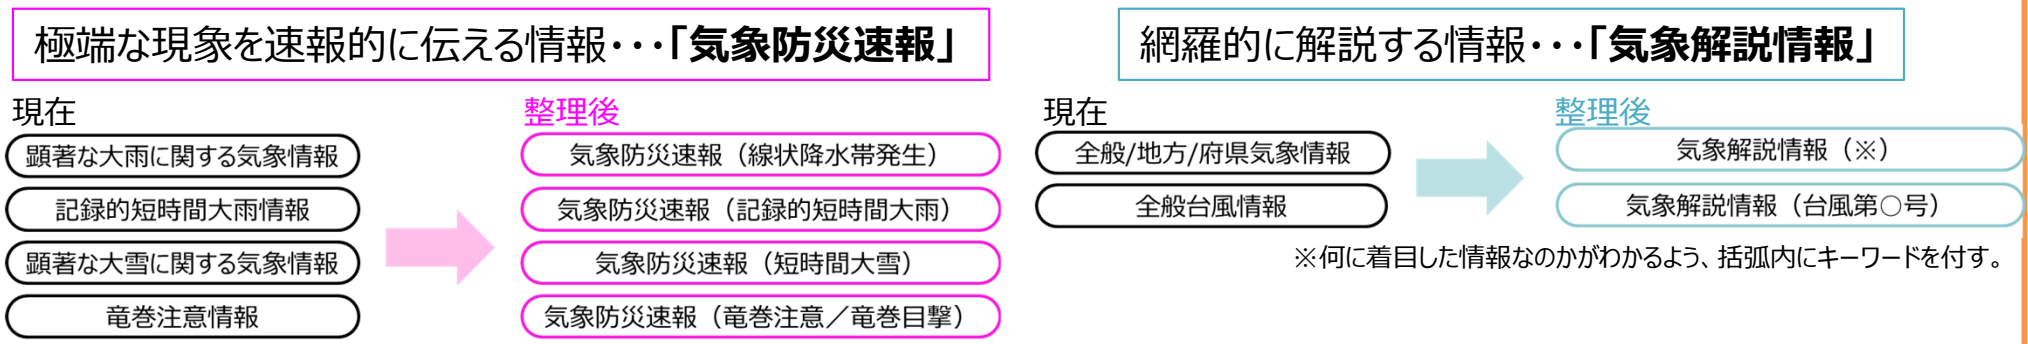 極端な現象を速報的に伝える情報・・・「気象防災速報」
現在
整理後
顕著な大雨に関する気象情報
気象防災速報（線状降水帯発生）
記録的短時間大雨情報
気象防災速報（記録的短時間大雨）
顕著な大雪に関する気象情報
気象防災速報（短時間大雪）
竜巻注意情報
気象防災速報（竜巻注意／竜巻目撃）
網羅的に解説する情報・・・「気象解説情報」
現在
整理後
全般/地方/府県気象情報
気象解説情報（※）
全般台風情報
気象解説情報（台風第○号）
※何に着目した情報なのかがわかるよう、括弧内にキーワードを付す。